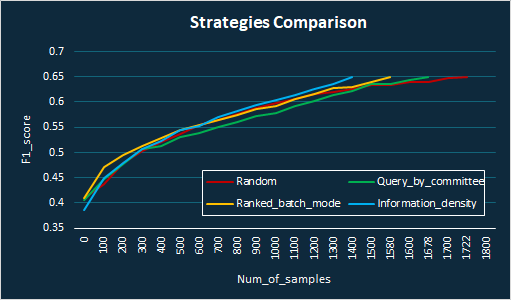 Strategies Comparison
0.7
0.65
0.6
0.55
0.5
0.45
0.4
0.35
F1_score
Random
Query_by_committee
Ranked_batch_mode
Information_density
0 100 200 300 400 500 600 700 800 900 1000 1100 1200 1300 1400 1500 1580 1600 1678 1700 1722 1800
Num_of_samples